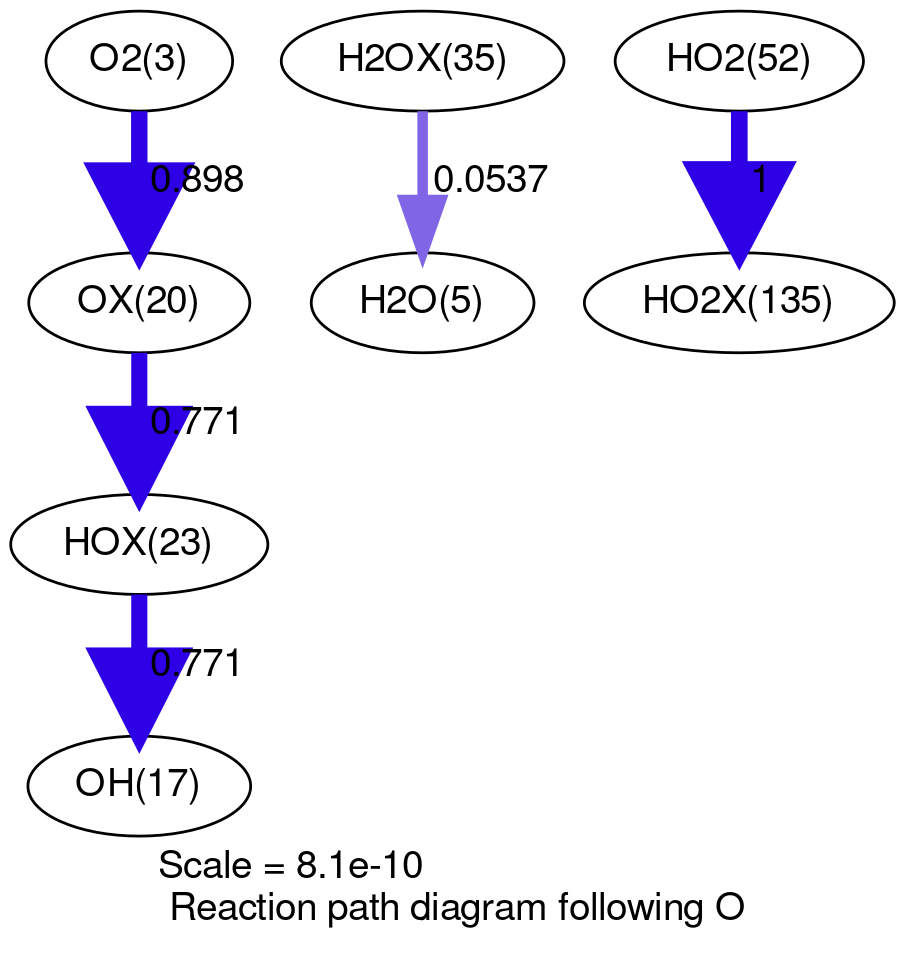 O2(3)
H2OX(35)
HO2(52)
0.898
0.0537
1
OX(20)
H2O(5)
HO2X(135)
0.771
HOX(23)
0.771
OH(17)
Scale = 8.1e-10
Reaction path diagram following O